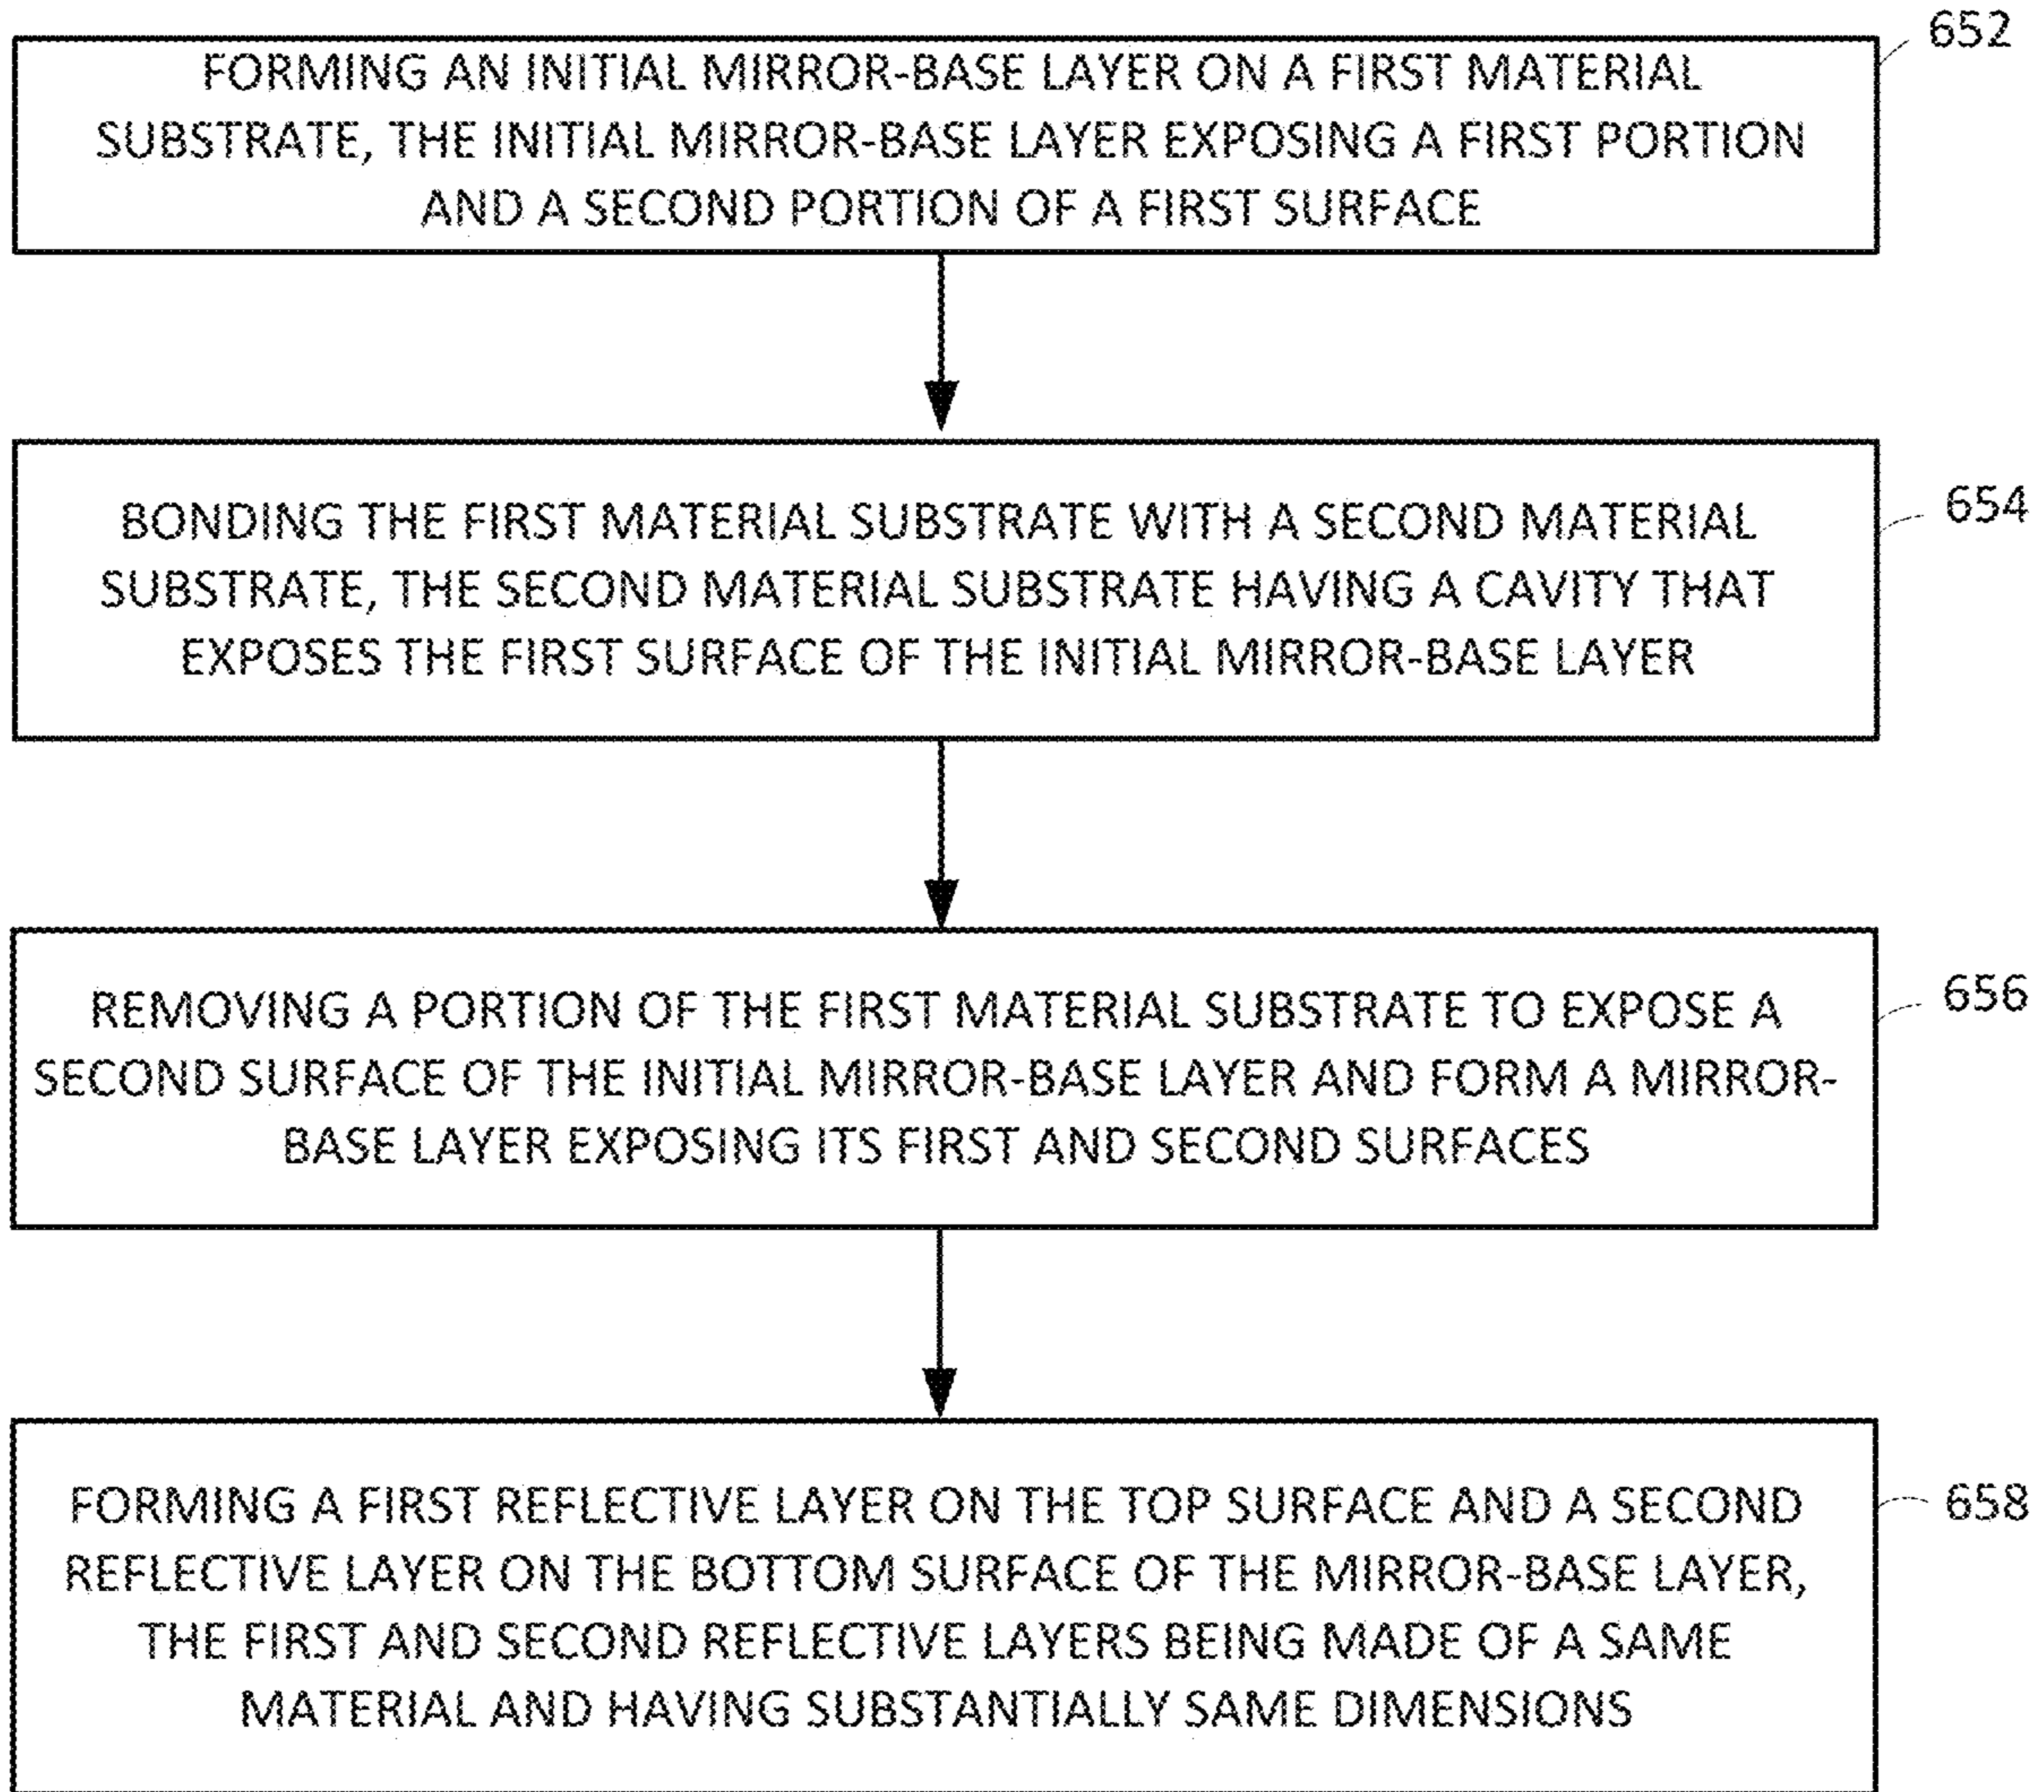 652
FORMING AN INITIAL MIRROR-BASE LAYER ON A FIRST MATERIAL
SUBSTRATE, THE INITIAL MIRROR-BASE LAYER EXPOSING A FIRST PORTION
AND A SECOND PORTION OF A FIRST SURFACE
654
BONDING THE FIRST MATERIAL SUBSTRATE WITH A SECOND MATERIAL
SUBSTRATE, THE SECOND MATERIAL SUBSTRATE HAVING A CAVITY THAT
EXPOSES THE FIRST SURFACE OF THE INITIAL MIRROR-BASE LAYER
656
REMOVING A PORTION OF THE FIRST MATERIAL SUBSTRATE TO EXPOSE A
SECOND SURFACE OF THE INITIAL MIRROR-BASE LAYER AND FORM A MIRROR-
BASE LAYER EXPOSING ITS FIRST AND SECOND SURFACES
658
FORMING A FIRST REFLECTIVE LAYER ON THE TOP SURFACE AND A SECOND
REFLECTIVE LAYER ON THE BOTTOM SURFACE OF THE MIRROR-BASE LAYER,
THE FIRST AND SECOND REFLECTIVE LAYERS BEING MADE OF A SAME
MATERIAL AND HAVING SUBSTANTIALLY SAME DIMENSIONS